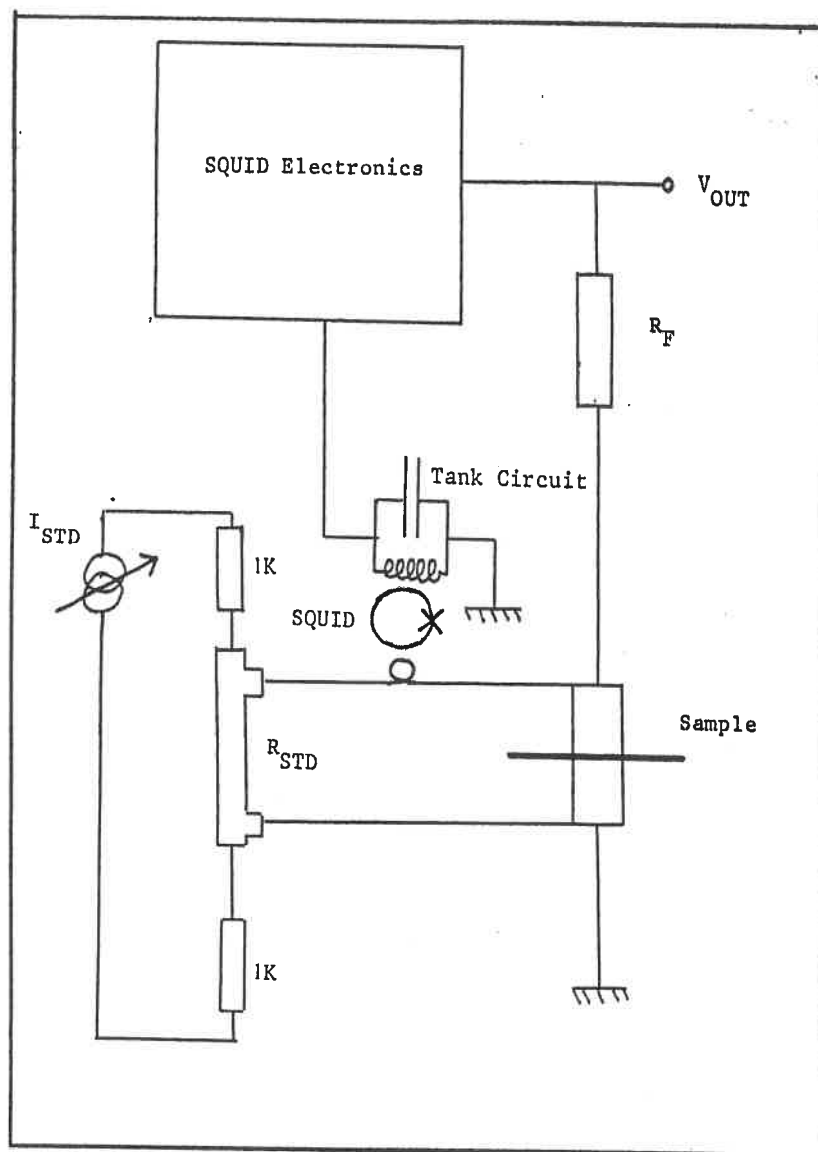 SQUID Electronics
V_OUT
R_F
Tank Circuit
I_STD
1K
SQUID
Sample
R_STD
1K